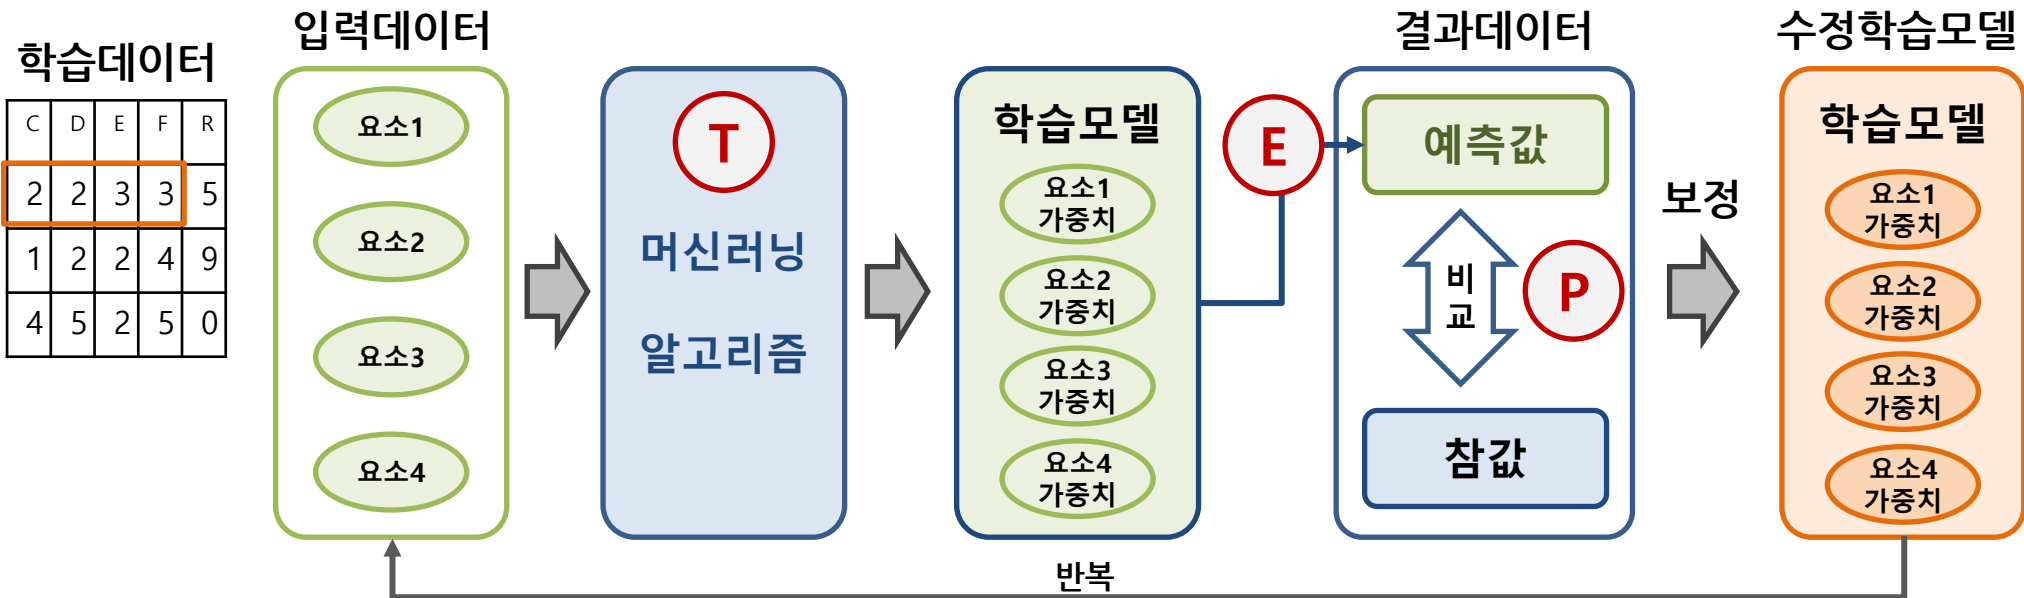 학습데이터
C D E F R
2 2 3 3 5
1 2 2 4 9
4 5 2 5 0
입력데이터
요소1
요소2
요소3
요소4
T
머신러닝
알고리즘
학습모델
요소1
가중치
요소2
가중치
요소3
가중치
요소4
가중치
E
결과데이터
예측값
비
교
P
참값
보정
수정학습모델
학습모델
요소1
가중치
요소2
가중치
요소3
가중치
요소4
가중치
반복